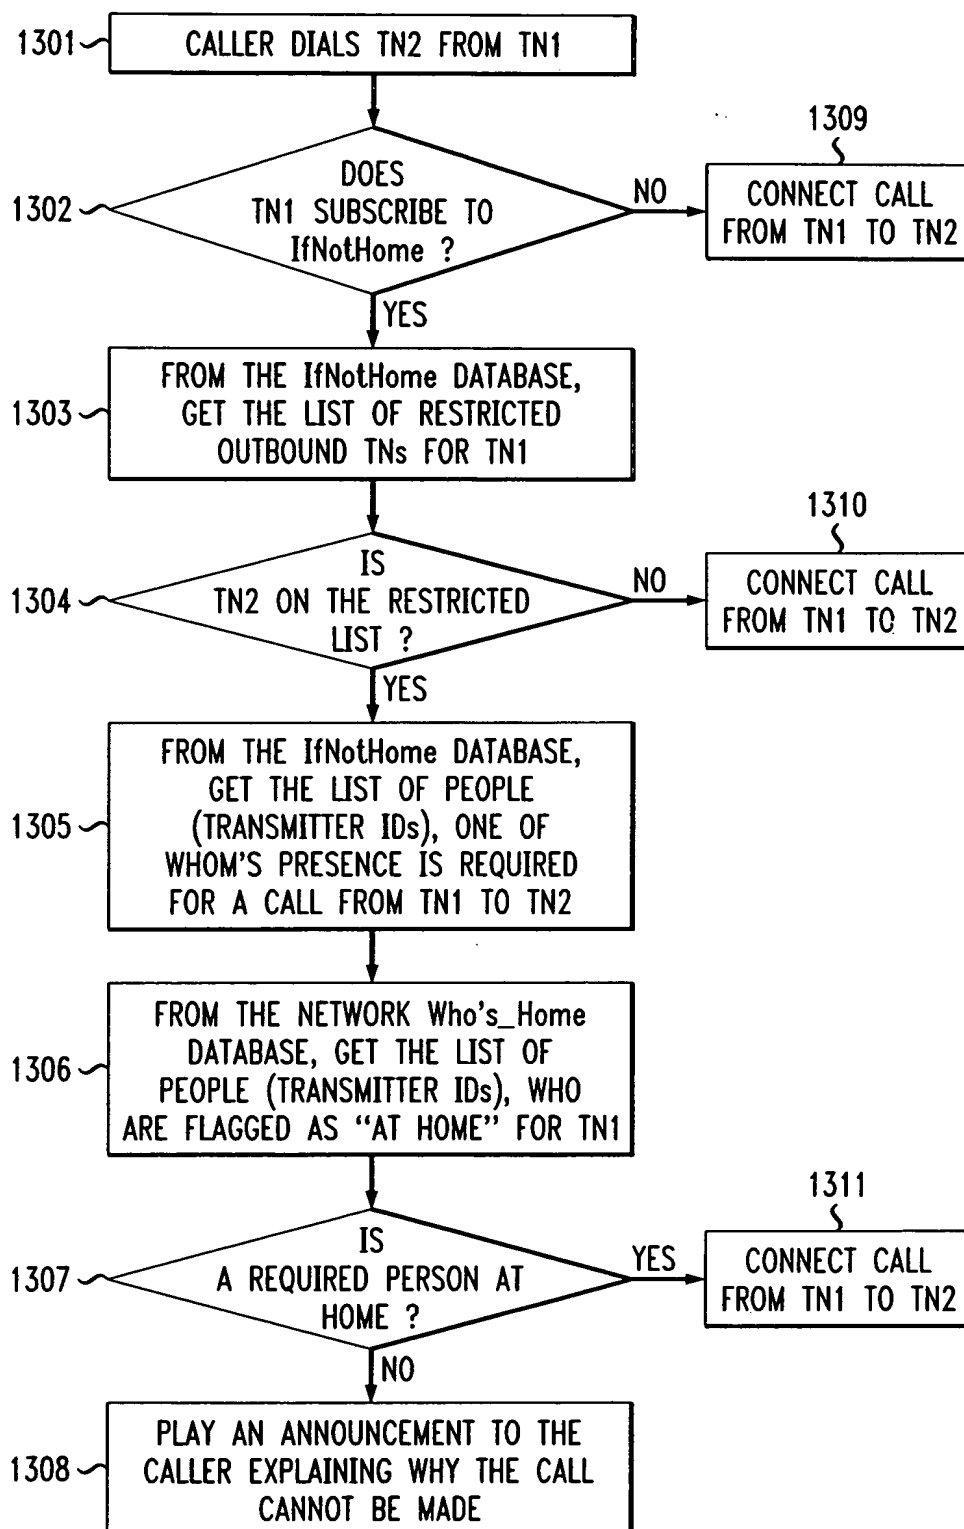 1301
CALLER DIALS TN2 FROM TN1
1309
1302
DOES
TN1 SUBSCRIBE TO
IfNotHome ?
NO
CONNECT CALL
FROM TN1 TO TN2
YES
1303
FROM THE IfNotHome DATABASE,
GET THE LIST OF RESTRICTED
OUTBOUND TNs FOR TN1
1310
1304
IS
TN2 ON THE RESTRICTED
LIST ?
NO
CONNECT CALL
FROM TN1 TO TN2
YES
1305
FROM THE IfNotHome DATABASE,
GET THE LIST OF PEOPLE
(TRANSMITTER IDs), ONE OF
WHOM'S PRESENCE IS REQUIRED
FOR A CALL FROM TN1 TO TN2
1306
FROM THE NETWORK Who's_Home
DATABASE, GET THE LIST OF
PEOPLE (TRANSMITTER IDs), WHO
ARE FLAGGED AS “AT HOME” FOR TN1
1311
1307
IS
A REQUIRED PERSON AT
HOME ?
YES
CONNECT CALL
FROM TN1 TO TN2
NO
1308
PLAY AN ANNOUNCEMENT TO THE
CALLER EXPLAINING WHY THE CALL
CANNOT BE MADE